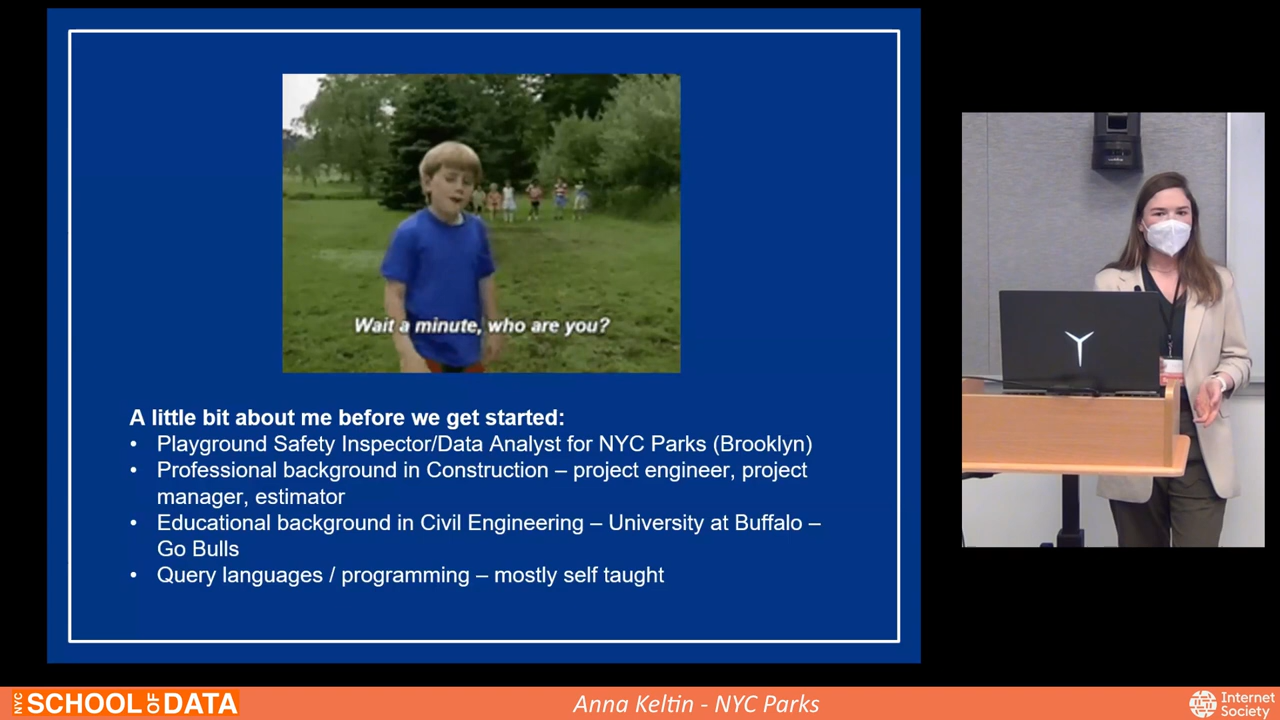 Wait a minute, who are you?
A little bit about me before we get started:
• Playground Safety Inspector/Data Analyst for NYC Parks (Brooklyn)
• Professional background in Construction – project engineer, project
manager, estimator
• Educational background in Civil Engineering – University at Buffalo –
Go Bulls
• Query languages / programming – mostly self taught
NYC SCHOOL OF DATA
Anna Keltin - NYC Parks
Internet
Society